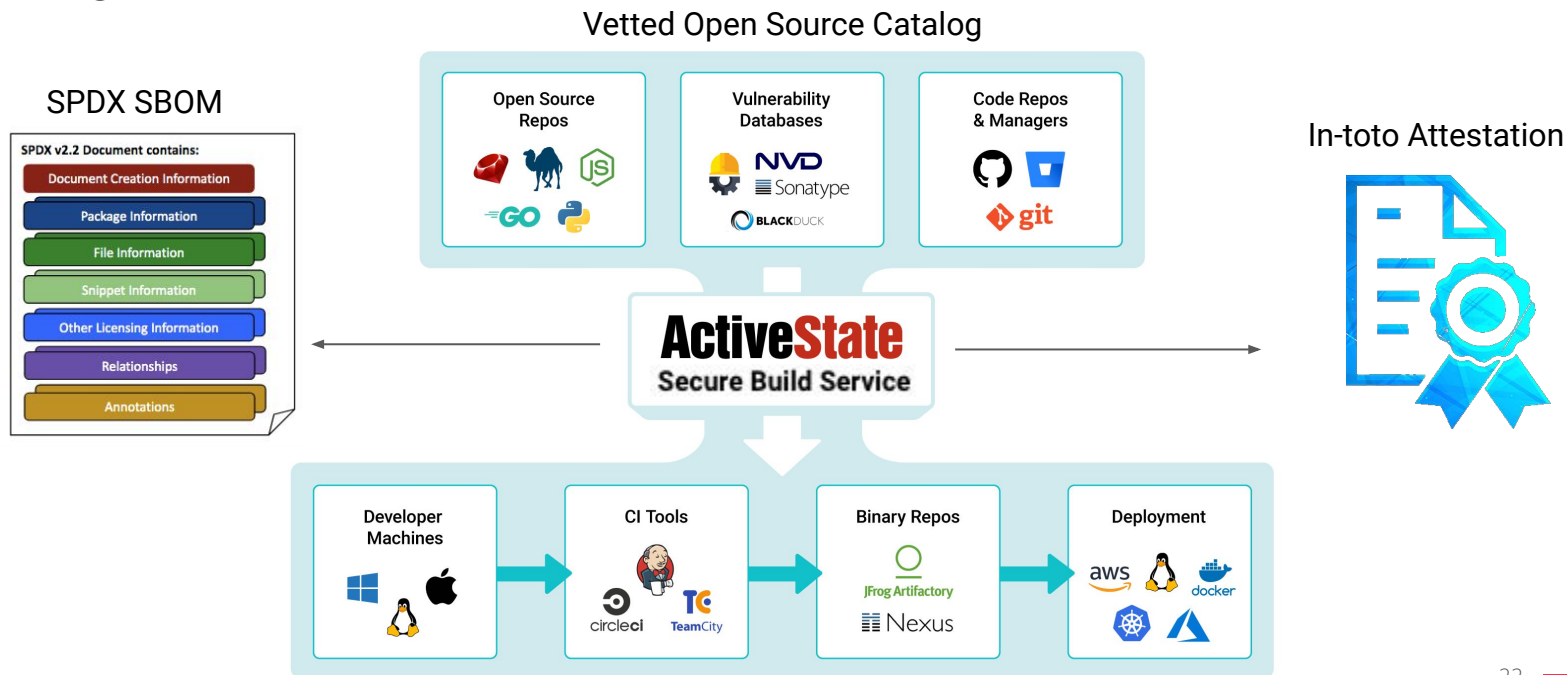 Vetted Open Source Catalog
SPDX SBOM
SPDX v2.2 Document contains:
Document Creation Information
Package Information
File Information
Snippet Information
Other Licensing Information
Relationships
Annotations
Open Source
Repos
JS
GO
Vulnerability
Databases
NVD
Sonatype
BLACKDUCK
Code Repos
& Managers
git
In-toto Attestation
ActiveState
Secure Build Service
Developer
Machines
CI Tools
circleci
TC
TeamCity
Binary Repos
JFrog Artifactory
Nexus
Deployment
aws
docker